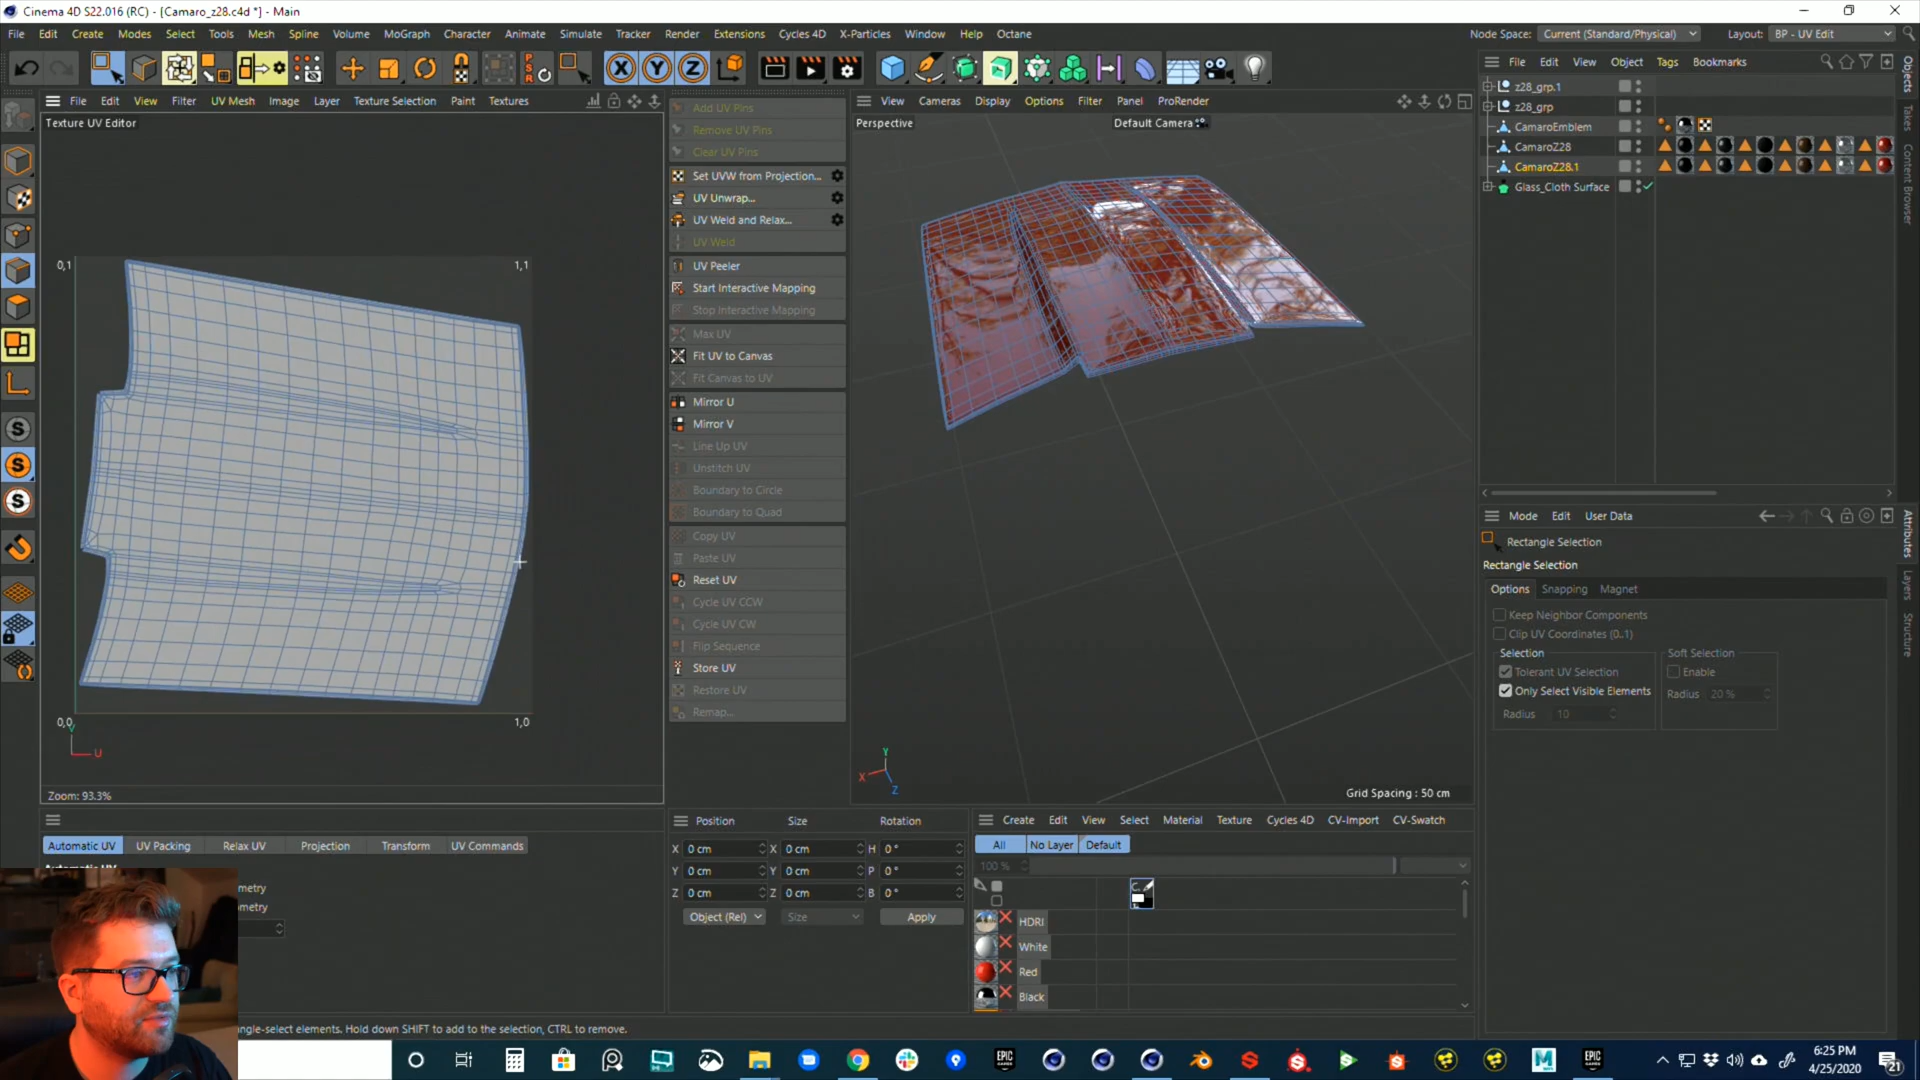 Cinema 4D S22.016 (RC) - [Camaro_z28.c4d *] - Main
File Edit Create Modes Select Tools Mesh Spline Volume MoGraph Character Animate Simulate Tracker Render Extensions Cycles 4D X-Particles Window Help Octane
Node Space: Current (Standard/Physical) Layout: BP - UV Edit
File Edit View Filter UV Mesh Image Layer Texture Selection Paint Textures
Texture UV Editor
0,1
1,1
0,0
1,0
U
Zoom: 93.3%
Add UV Pins
Remove UV Pins
Clear UV Pins
Set UVW from Projection...
UV Unwrap...
UV Weld and Relax...
UV Weld
UV Peeler
Start Interactive Mapping
Stop Interactive Mapping
Max UV
Fit UV to Canvas
Fit Canvas to UV
Mirror U
Mirror V
Line Up UV
Unstitch UV
Boundary to Circle
Boundary to Quad
Copy UV
Paste UV
Reset UV
Cycle UV CCW
Cycle UV CW
Flip Sequence
Store UV
Restore UV
Remap...
View Cameras Display Options Filter Panel ProRender
Perspective
Default Camera
X Y Z
Grid Spacing : 50 cm
File Edit View Object Tags Bookmarks
z28_grp.1
z28_grp
CamaroEmblem
CamaroZ28
CamaroZ28.1
Glass_Cloth Surface
Objects
Takes
Content Browser
Attributes
Layers
Structure
Mode Edit User Data
Rectangle Selection
Rectangle Selection
Options Snapping Magnet
Keep Neighbor Components
Clip UV Coordinates (0..1)
Selection
Tolerant UV Selection
Only Select Visible Elements
Radius 10
Soft Selection
Enable
Radius 20 %
Automatic UV UV Packing Relax UV Projection Transform UV Commands
Position Size Rotation
X 0 cm X 0 cm H 0 °
Y 0 cm Y 0 cm P 0 °
Z 0 cm Z 0 cm B 0 °
Object (Rel) Size Apply
Create Edit View Select Material Texture Cycles 4D CV-Import CV-Swatch
All No Layer Default
100 %
HDRI
White
Red
Black
ngle-select elements. Hold down SHIFT to add to the selection, CTRL to remove.
6:25 PM
4/25/2020
21